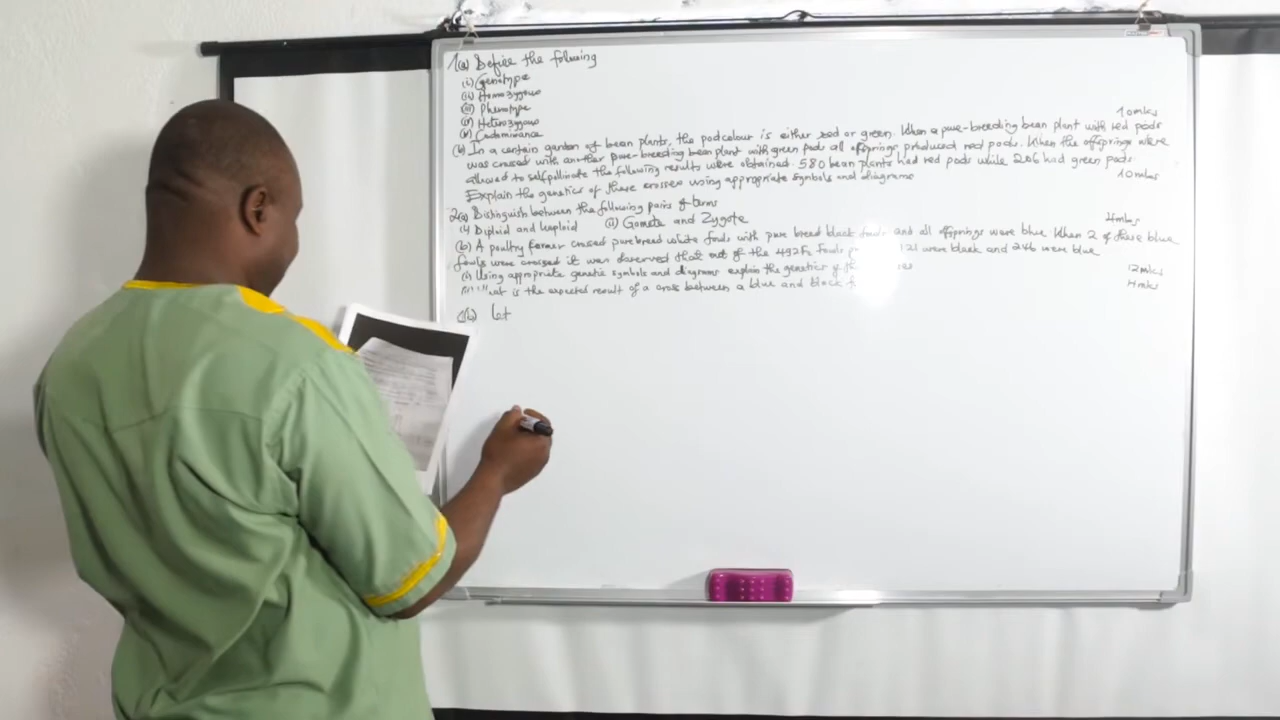 1(a) Define the following
(i) Genotype
(ii) Homozygous
(iii) Phenotype
(iv) Heterozygous
(v) Codominance 10mks
(b) In a certain garden of bean plants, the pod colour is either red or green. When a pure-breeding bean plant with red pods
was crossed with another pure-breeding bean plant with green pods all offsprings produced red pods. When the offsprings were
allowed to selfpollinate the following results were obtained. 580 bean plants had red pods while 206 had green pods
Explain the genetics of these crosses using appropriate symbols and diagrams 10mks
2(a) Distinguish between the following pairs of terms
(i) Diploid and haploid (ii) Gamete and Zygote 4mks
(b) A poultry farmer crossed purebred white fowls with pure breed black and all offsprings were blue. When 2 of these blue
fowls were crossed it was observed that out of the 492 F2 fowls 121 were black and 246 were blue
(i) Using appropriate genetic symbols and diagrams explain the genetics of 12mks
is the expected result of a cross between a blue and black 4mks
let